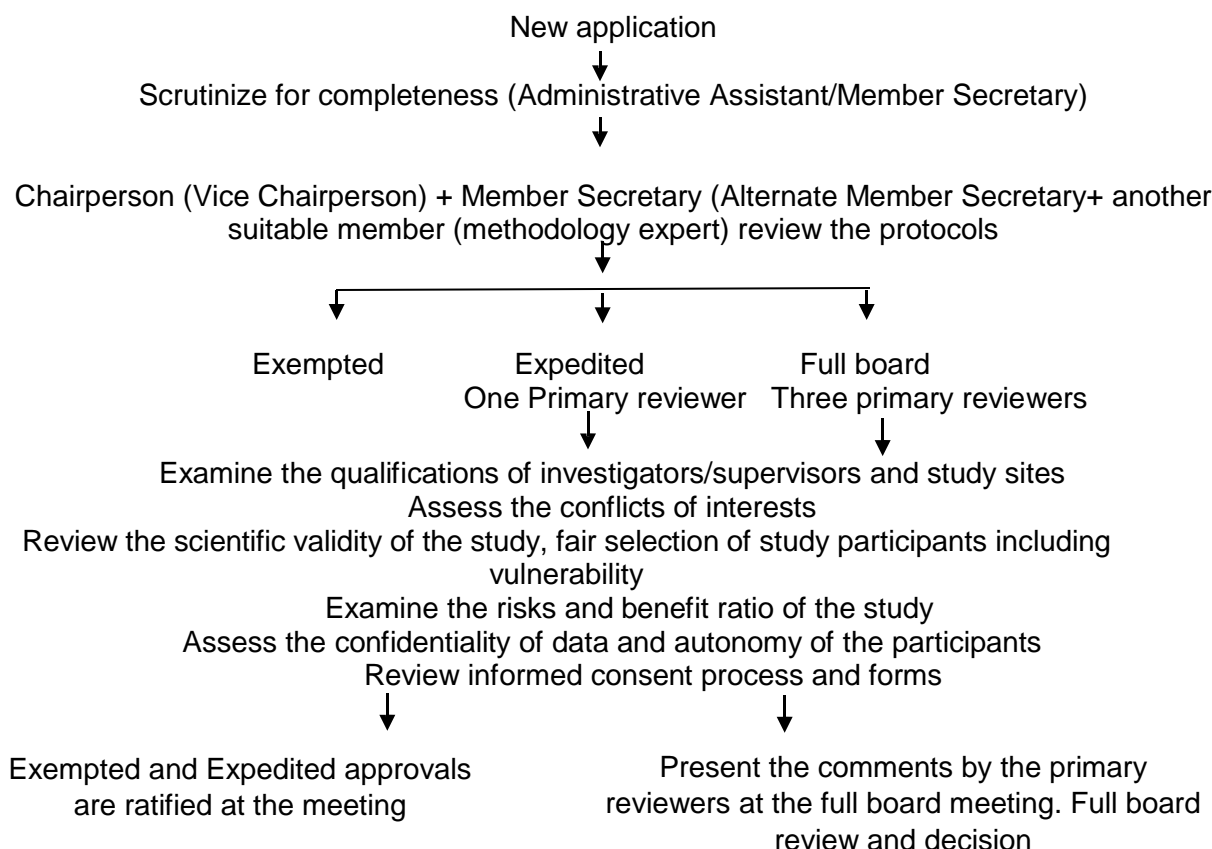 New application
Scrutinize for completeness (Administrative Assistant/Member Secretary)
Chairperson (Vice Chairperson) + Member Secretary (Alternate Member Secretary+ another
suitable member (methodology expert) review the protocols
Exempted Expedited Full board
One Primary reviewer Three primary reviewers
Examine the qualifications of investigators/supervisors and study sites
Assess the conflicts of interests
Review the scientific validity of the study, fair selection of study participants including
vulnerability
Examine the risks and benefit ratio of the study
Assess the confidentiality of data and autonomy of the participants
Review informed consent process and forms
Exempted and Expedited approvals
are ratified at the meeting
Present the comments by the primary
reviewers at the full board meeting. Full board
review and decision